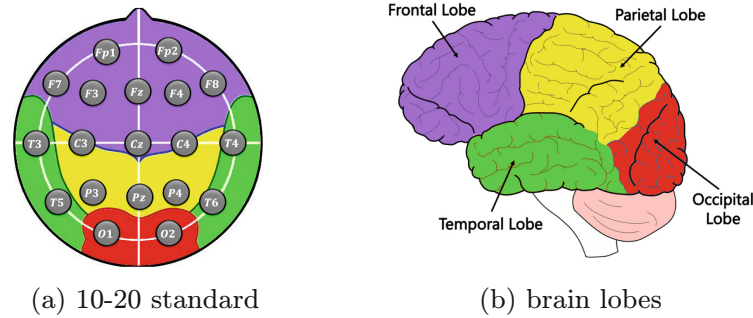 Fp1 Fp2
F7 F3 Fz F4 F8
T3 C3 Cz C4 T4
P3 Pz P4
T5 T6
O1 O2
(a) 10-20 standard
Frontal Lobe
Parietal Lobe
Temporal Lobe
Occipital
Lobe
(b) brain lobes